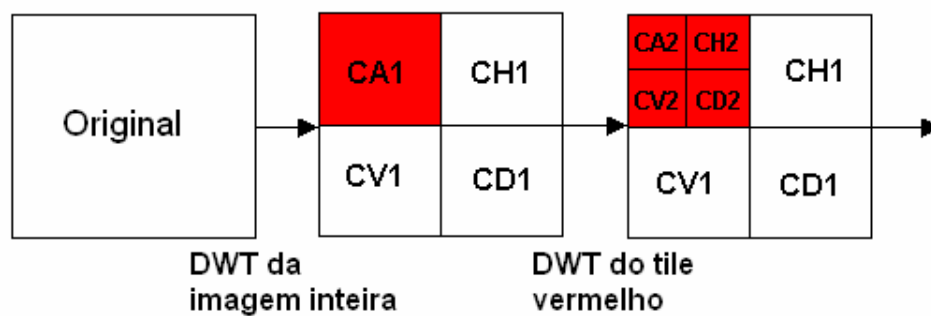 Original
CA1
CH1
CV1
CD1
CA2
CH2
CV2
CD2
CH1
CV1
CD1
DWT da
imagem inteira
DWT do tile
vermelho